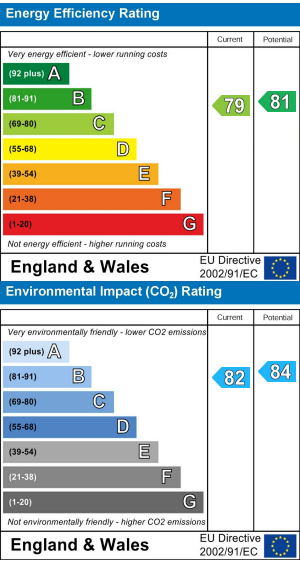 Energy Efficiency Rating
Current Potential
Very energy efficient - lower running costs
(92 plus) A
(81-91) B
(69-80) C
(55-68) D
(39-54) E
(21-38) F
(1-20) G
79 81
Not energy efficient - higher running costs
England & Wales
EU Directive
2002/91/EC
Environmental Impact (CO₂) Rating
Current Potential
Very environmentally friendly - lower CO2 emissions
(92 plus) A
(81-91) B
(69-80) C
(55-68) D
(39-54) E
(21-38) F
(1-20) G
82 84
Not environmentally friendly - higher CO2 emissions
England & Wales
EU Directive
2002/91/EC